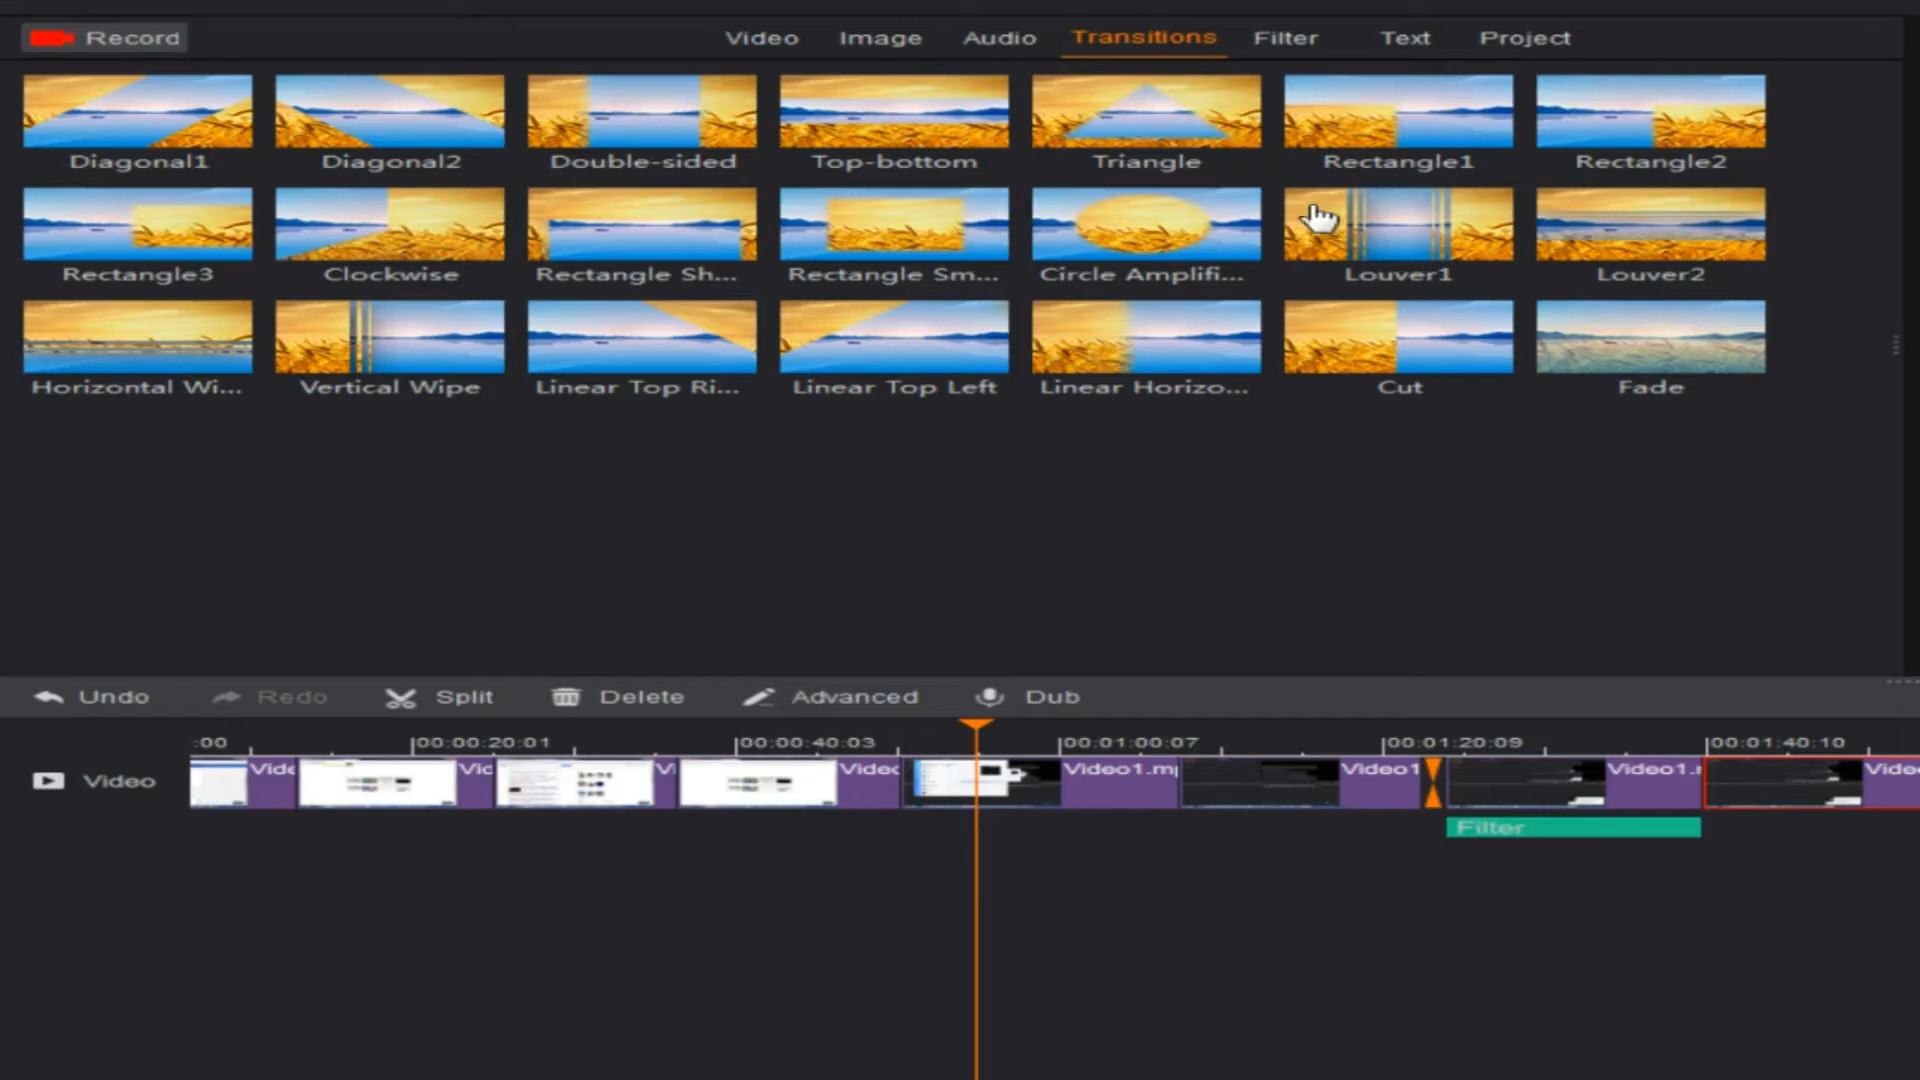 Record Video Image Audio Transitions Filter Text Project
Diagonal1 Diagonal2 Double-sided Top-bottom Triangle Rectangle1 Rectangle2
Rectangle3 Clockwise Rectangle Sh... Rectangle Sm... Circle Amplifi... Louver1 Louver2
Horizontal Wi... Vertical Wipe Linear Top Ri... Linear Top Left Linear Horizo... Cut Fade
Undo Redo Split Delete Advanced Dub
:00 00:00:20:01 00:00:40:03 00:01:00:07 00:01:20:09 00:01:40:10
Video Vide Vid Vi Video Video1.mp Video1 Video1. Video
Filter